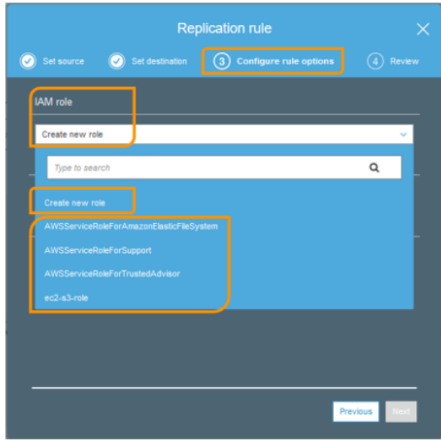 Replication rule
Set source
Set destination
3 Configure rule options
4 Review
IAM role
Create new role
Type to search
Create new role
AWSServiceRoleForAmazonElasticFileSystem
AWSServiceRoleForSupport
AWSServiceRoleForTrustedAdvisor
ec2-s3-role
Previous
Next